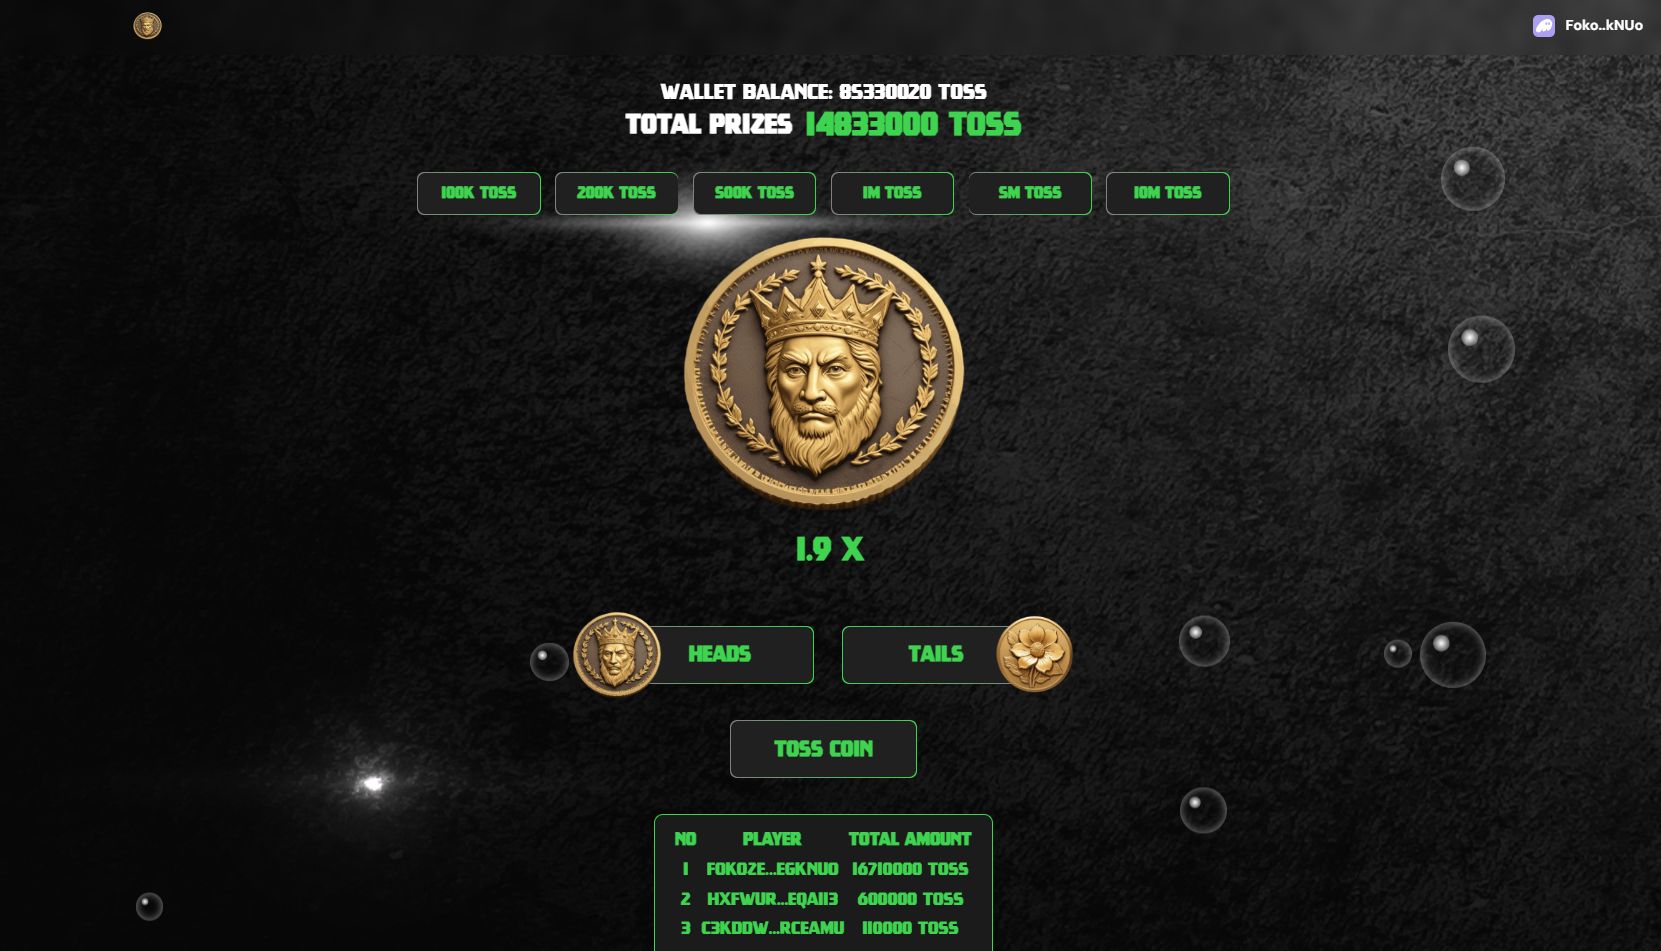 Foko..kNUo
WALLET BALANCE: 85330020 TOSS
TOTAL PRIZES 14833000 TOSS
100K TOSS 200K TOSS 500K TOSS 1M TOSS 5M TOSS 10M TOSS
1.9 X
HEADS TAILS
TOSS COIN
NO PLAYER TOTAL AMOUNT
1 FOKOZE...EGKNUO 16710000 TOSS
2 HXFWUR...EQAII3 600000 TOSS
3 C3KDDW...RCEAMU 110000 TOSS